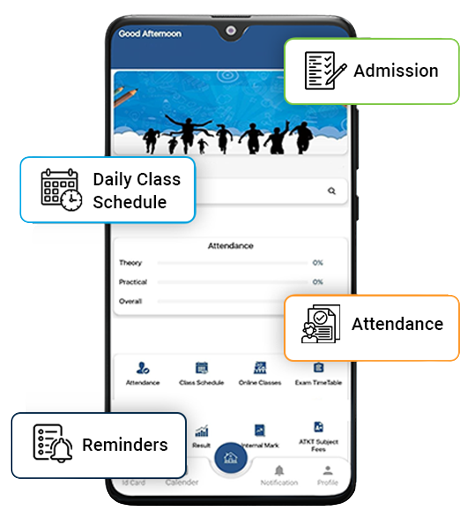 Good Afternoon
Admission
Daily Class
Schedule
Attendance
Theory 0%
Practical 0%
Overall
Attendance
Attendance Class Schedule Online Classes Exam TimeTable
Reminders
Result Internal Mark ATKT Subject
Fees
Id Card Calender Notification Profile